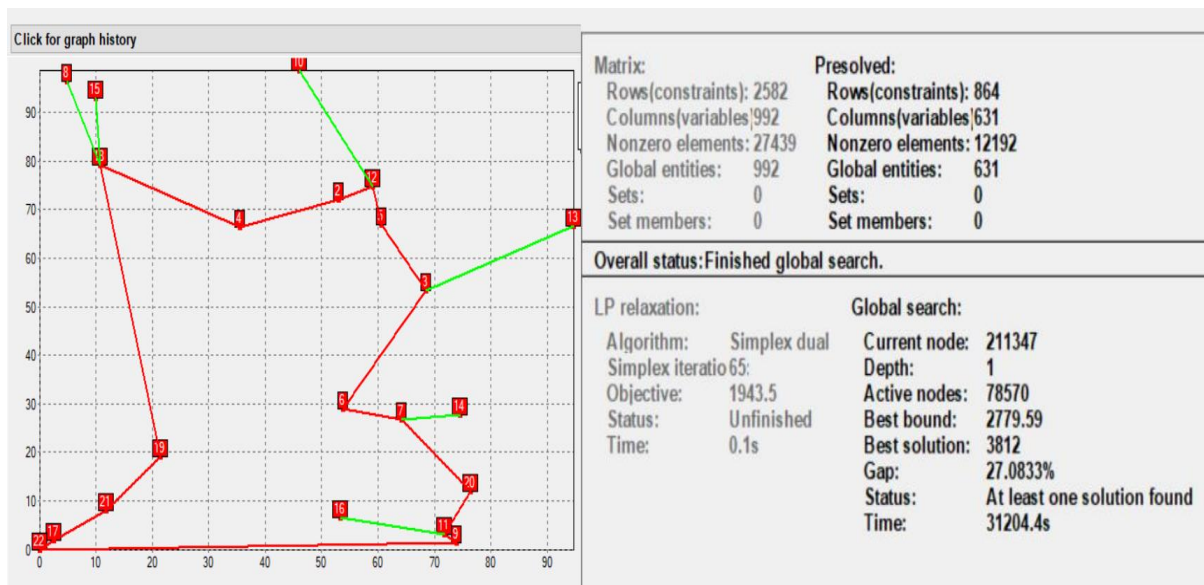 Click for graph history
8
15
10
18
12
2
4
5
13
3
6
7
14
19
20
21
16
11
17
9
22
90
80
70
60
50
40
30
20
10
0
0 10 20 30 40 50 60 70 80 90
Matrix:
Rows(constraints): 2582
Columns(variables) 992
Nonzero elements: 27439
Global entities: 992
Sets: 0
Set members: 0
Presolved:
Rows(constraints): 864
Columns(variables) 631
Nonzero elements: 12192
Global entities: 631
Sets: 0
Set members: 0
Overall status:Finished global search.
LP relaxation:
Algorithm: Simplex dual
Simplex iteratio 65:
Objective: 1943.5
Status: Unfinished
Time: 0.1s
Global search:
Current node: 211347
Depth: 1
Active nodes: 78570
Best bound: 2779.59
Best solution: 3812
Gap: 27.0833%
Status: At least one solution found
Time: 31204.4s